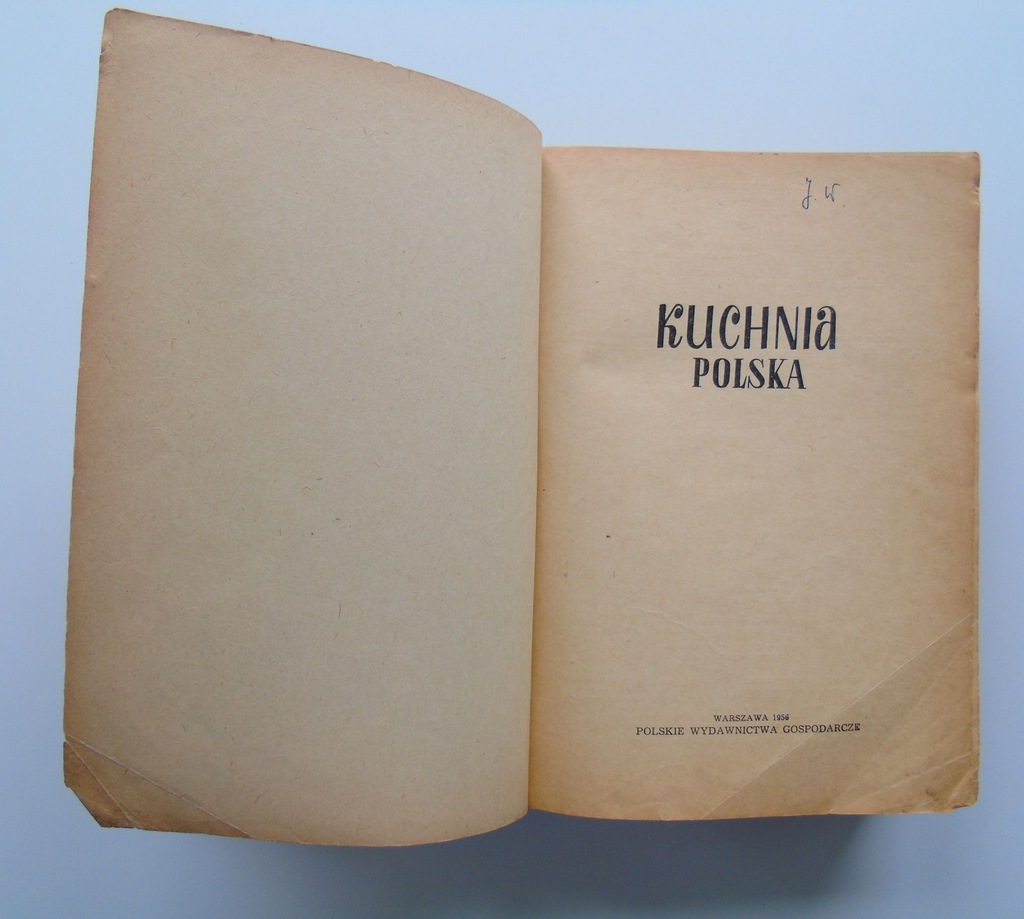 J. W.
KUCHNIA
POLSKA
WARSZAWA 1956
POLSKIE WYDAWNICTWA GOSPODARCZE